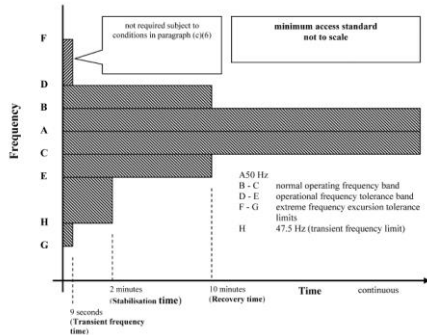 not required subject to
conditions in paragraph (c)(6)
minimum access standard
not to scale
Frequency
F
D
B
A
C
E
H
G
A50 Hz
B - C normal operating frequency band
D - E operational frequency tolerance band
F - G extreme frequency excursion tolerance
limits
H 47.5 Hz (transient frequency limit)
2 minutes
(Stabilisation time)
10 minutes
(Recovery time)
Time
continuous
9 seconds
(Transient frequency
time)